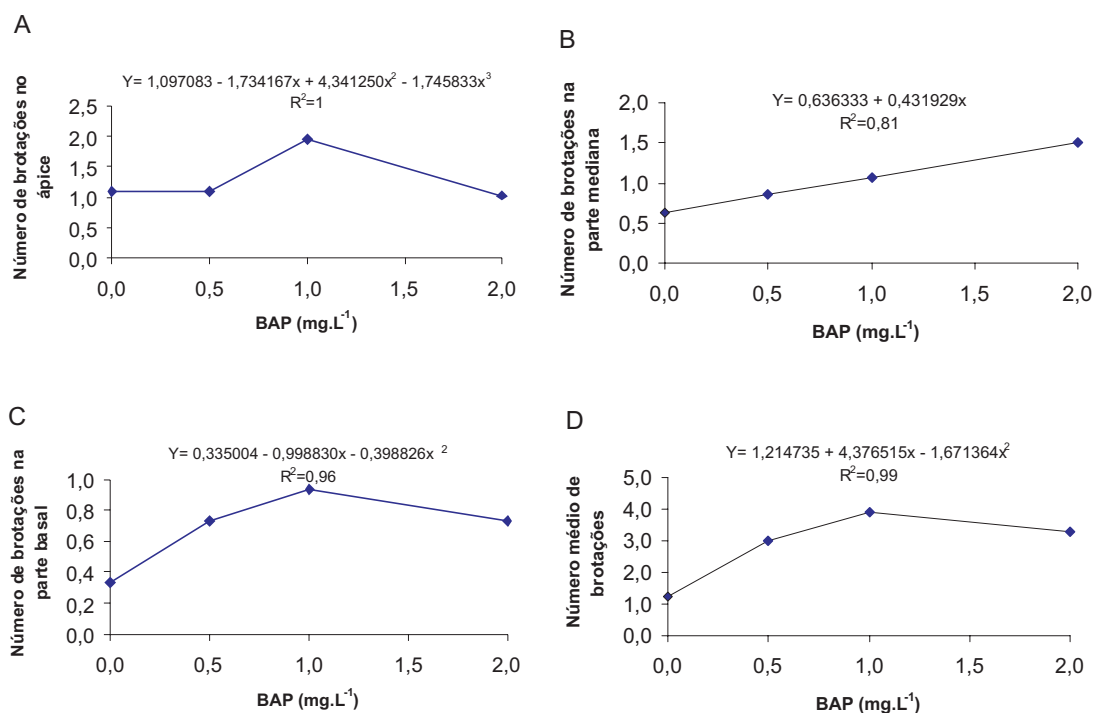 A
Y= 1,097083 - 1,734167x + 4,341250x² - 1,745833x³
R²=1
Número de brotações no
ápice
2,5
2,0
1,5
1,0
0,5
0,0
0,0 0,5 1,0 1,5 2,0
BAP (mg.L⁻¹)
B
Y= 0,636333 + 0,431929x
R²=0,81
Número de brotações na
parte mediana
2,0
1,5
1,0
0,5
0,0
0,0 0,5 1,0 1,5 2,0
BAP (mg.L⁻¹)
C
Y= 0,335004 - 0,998830x - 0,398826x ²
R²=0,96
Número de brotações na
parte basal
1,0
0,8
0,6
0,4
0,2
0,0
0,0 0,5 1,0 1,5 2,0
BAP (mg.L⁻¹)
D
Y= 1,214735 + 4,376515x - 1,671364x²
R²=0,99
Número médio de
brotações
5,0
4,0
3,0
2,0
1,0
0,0
0,0 0,5 1,0 1,5 2,0
BAP (mg.L⁻¹)